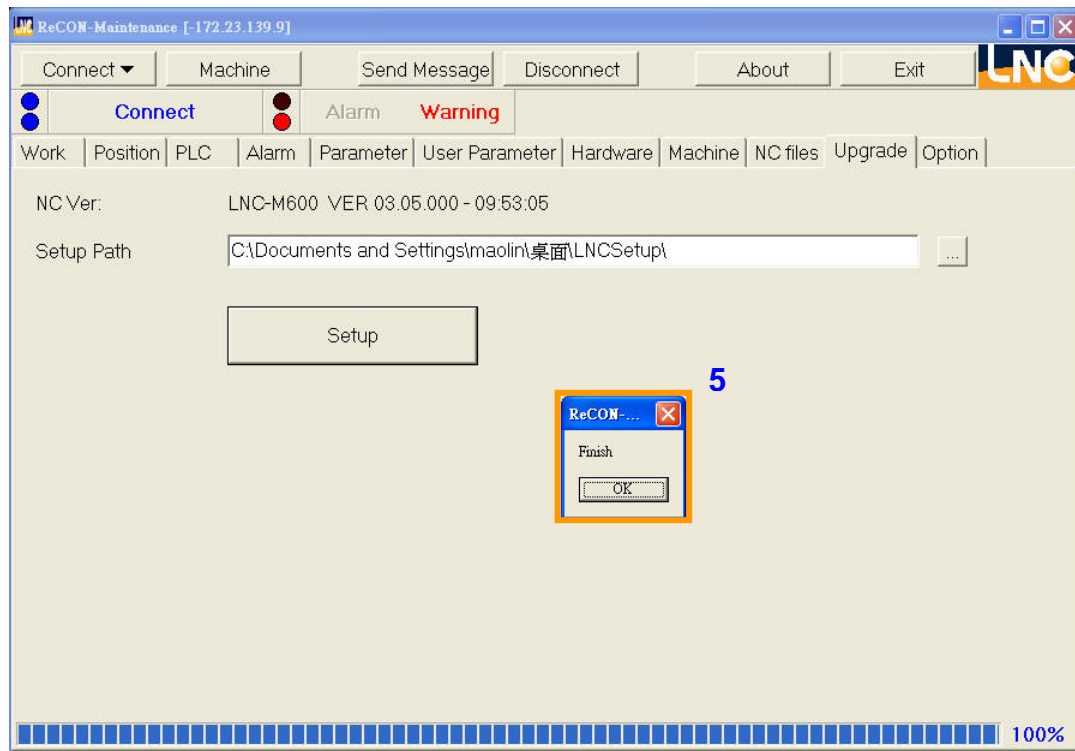 ReCON-Maintenance [-172.23.139.9]
Connect Machine Send Message Disconnect About Exit LNC
Connect Alarm Warning
Work Position PLC Alarm Parameter User Parameter Hardware Machine NC files Upgrade Option
NC Ver: LNC-M600 VER 03.05.000 - 09:53:05
Setup Path C:\Documents and Settings\maolin\桌面\LNCSetup\ ...
Setup
5
ReCON-...
Finish
OK
100%